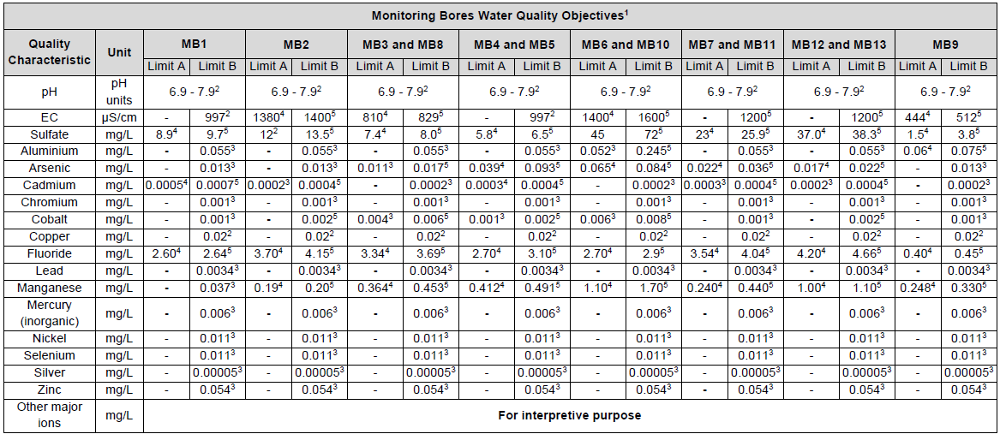 Monitoring Bores Water Quality Objectives¹
Quality Characteristic Unit MB1 MB2 MB3 and MB8 MB4 and MB5 MB6 and MB10 MB7 and MB11 MB12 and MB13 MB9
Limit A Limit B Limit A Limit B Limit A Limit B Limit A Limit B Limit A Limit B Limit A Limit B Limit A Limit B Limit A Limit B
pH pH units 6.9 - 7.9² 6.9 - 7.9² 6.9 - 7.9² 6.9 - 7.9² 6.9 - 7.9² 6.9 - 7.9² 6.9 - 7.9² 6.9 - 7.9²
EC µS/cm - 997² 1380⁴ 1400⁵ 810⁴ 829⁵ - 997² 1400⁴ 1600⁵ - 1200⁵ - 1200⁵ 444⁴ 512⁵
Sulfate mg/L 8.9⁴ 9.7⁵ 12² 13.5⁵ 7.4⁴ 8.0⁵ 5.8⁴ 6.5⁵ 45 72⁵ 23⁴ 25.9⁵ 37.0⁴ 38.3⁵ 1.5⁴ 3.8⁵
Aluminium mg/L - 0.055³ - 0.055³ - 0.055³ - 0.055³ 0.052³ 0.245⁵ - 0.055³ - 0.055³ 0.06⁴ 0.075⁵
Arsenic mg/L - 0.013³ - 0.013³ 0.011³ 0.017⁵ 0.039⁴ 0.093⁵ 0.065⁴ 0.084⁵ 0.022⁴ 0.036⁵ 0.017⁴ 0.022⁵ - 0.013³
Cadmium mg/L 0.0005⁴ 0.0007⁵ 0.0002³ 0.0004⁵ - 0.0002³ 0.0003⁴ 0.0004⁵ - 0.0002³ 0.0003³ 0.0004⁵ 0.0002³ 0.0004⁵ - 0.0002³
Chromium mg/L - 0.001³ - 0.001³ - 0.001³ - 0.001³ - 0.001³ - 0.001³ - 0.001³ - 0.001³
Cobalt mg/L - 0.001³ - 0.002⁵ 0.004³ 0.006⁵ 0.001³ 0.002⁵ 0.006³ 0.008⁵ - 0.001³ - 0.002⁵ - 0.001³
Copper mg/L - 0.02² - 0.02² - 0.02² - 0.02² - 0.02² - 0.02² - 0.02² - 0.02²
Fluoride mg/L 2.60⁴ 2.64⁵ 3.70⁴ 4.15⁵ 3.34⁴ 3.69⁵ 2.70⁴ 3.10⁵ 2.70⁴ 2.9⁵ 3.54⁴ 4.04⁵ 4.20⁴ 4.66⁵ 0.40⁴ 0.45⁵
Lead mg/L - 0.0034³ - 0.0034³ - 0.0034³ - 0.0034³ - 0.0034³ - 0.0034³ - 0.0034³ - 0.0034³
Manganese mg/L - 0.037³ 0.19⁴ 0.20⁵ 0.364⁴ 0.453⁵ 0.412⁴ 0.491⁵ 1.10⁴ 1.70⁵ 0.240⁴ 0.440⁵ 1.00⁴ 1.10⁵ 0.248⁴ 0.330⁵
Mercury (inorganic) mg/L - 0.006³ - 0.006³ - 0.006³ - 0.006³ - 0.006³ - 0.006³ - 0.006³ - 0.006³
Nickel mg/L - 0.011³ - 0.011³ - 0.011³ - 0.011³ - 0.011³ - 0.011³ - 0.011³ - 0.011³
Selenium mg/L - 0.011³ - 0.011³ - 0.011³ - 0.011³ - 0.011³ - 0.011³ - 0.011³ - 0.011³
Silver mg/L - 0.00005³ - 0.00005³ - 0.00005³ - 0.00005³ - 0.00005³ - 0.00005³ - 0.00005³ - 0.00005³
Zinc mg/L - 0.054³ - 0.054³ - 0.054³ - 0.054³ - 0.054³ - 0.054³ - 0.054³ - 0.054³
Other major ions mg/L For interpretive purpose